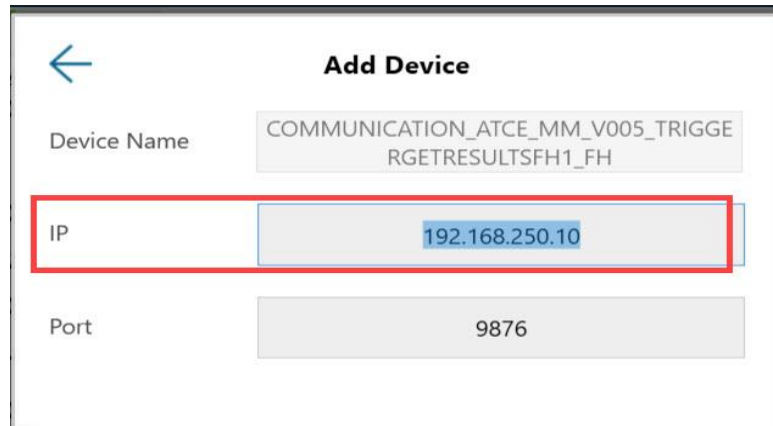 Add Device
Device Name
COMMUNICATION_ATCE_MM_V005_TRIGGE
RGETRESULTSFH1_FH
IP
192.168.250.10
Port
9876